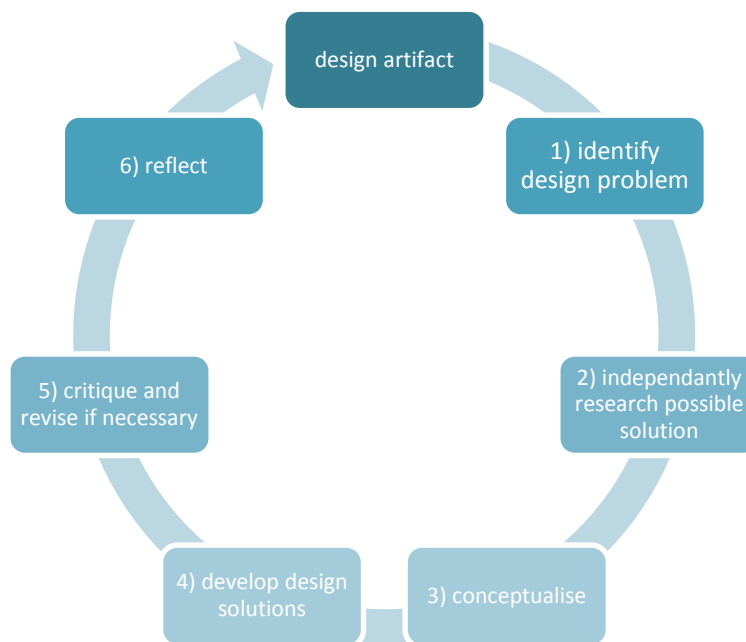 design artifact
1) identify
design problem
2) independantly
research possible
solution
3) conceptualise
4) develop design
solutions
5) critique and
revise if necessary
6) reflect